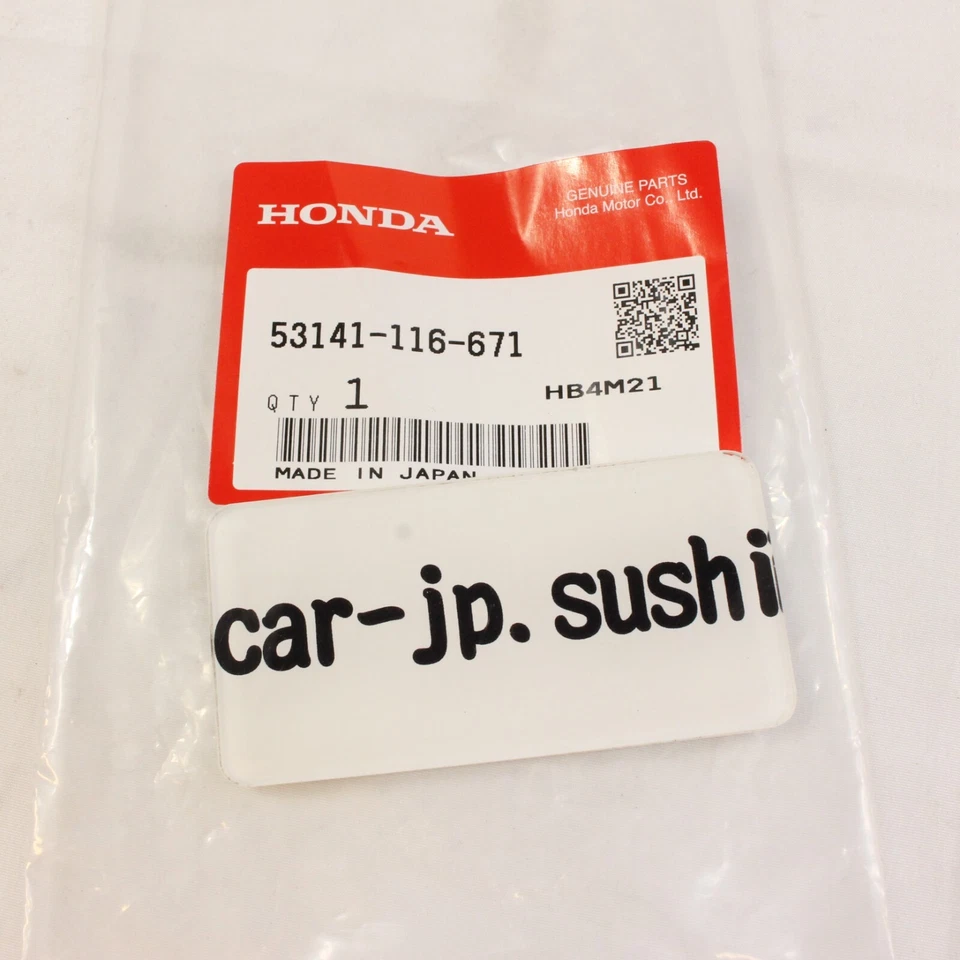 HONDA
GENUINE PARTS
Honda Motor Co., Ltd.
53141-116-671
QTY 1
HB4M21
MADE IN JAPAN
car-jp.sushi